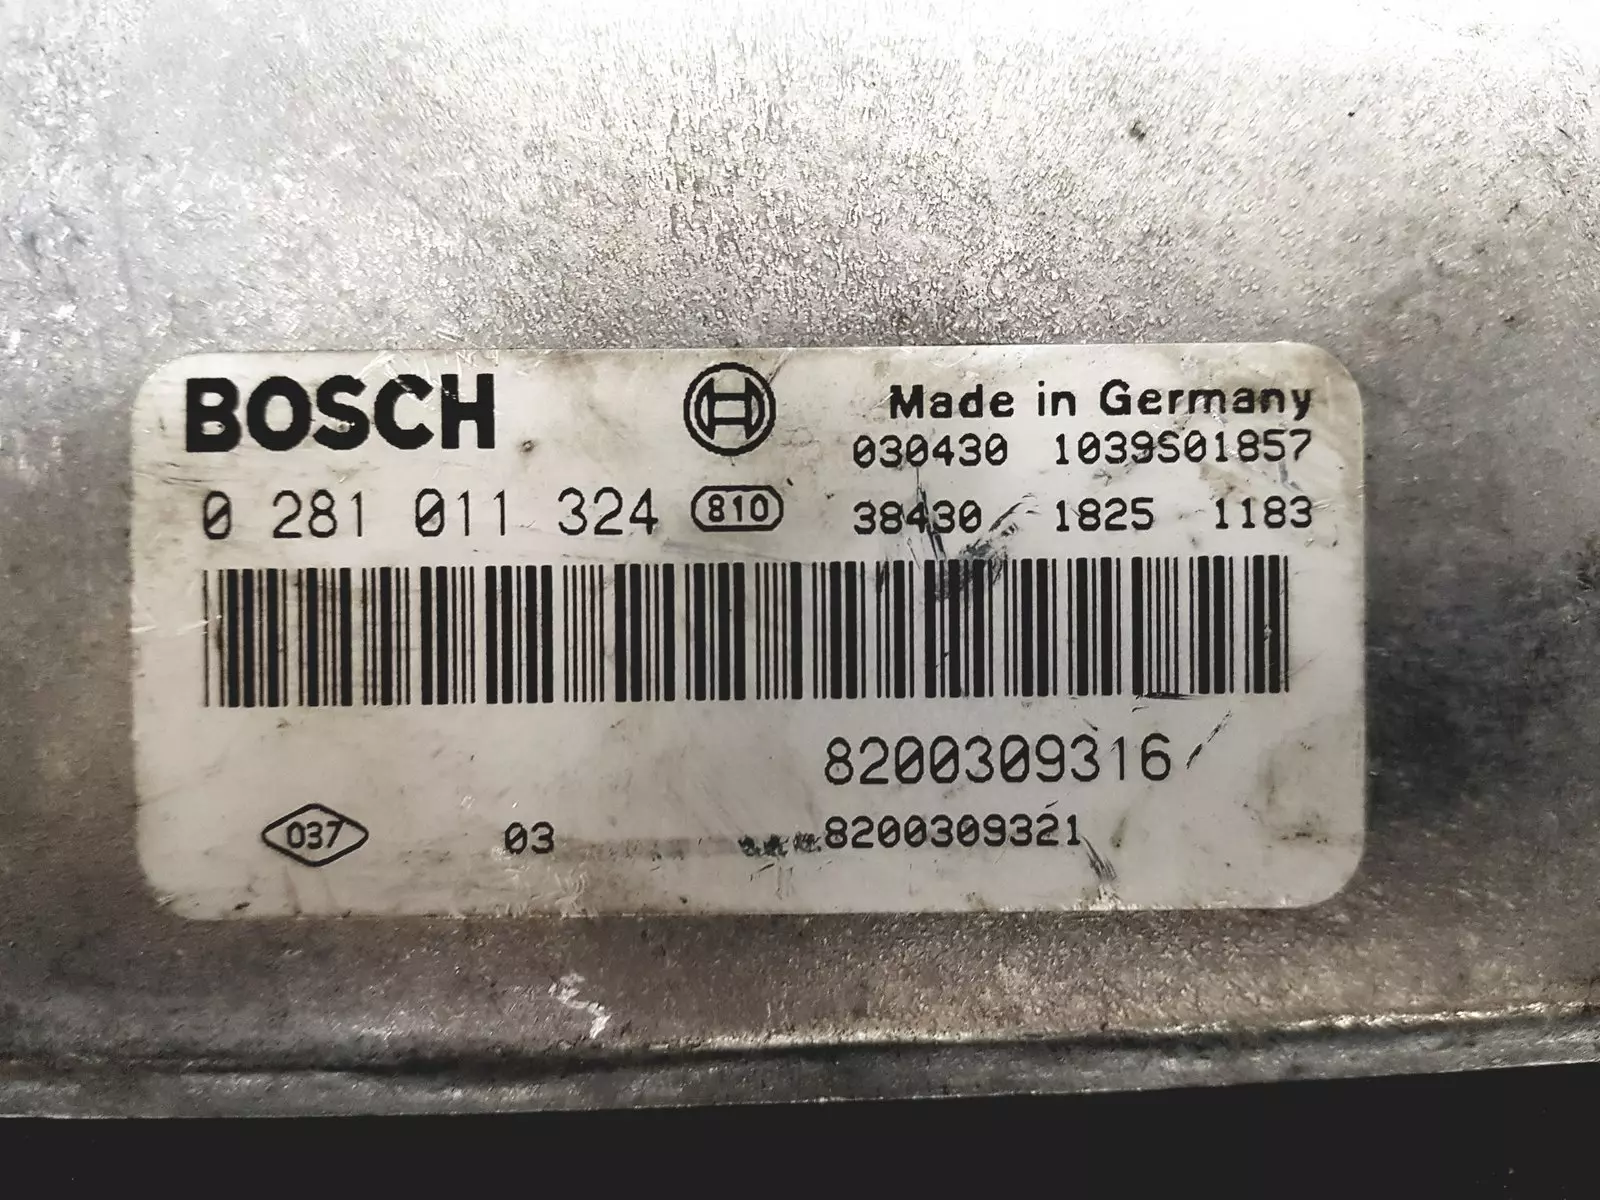 BOSCH
Made in Germany
030430 1039S01857
0 281 011 324 810 38430 1825 1183
8200309316
037 03 8200309321